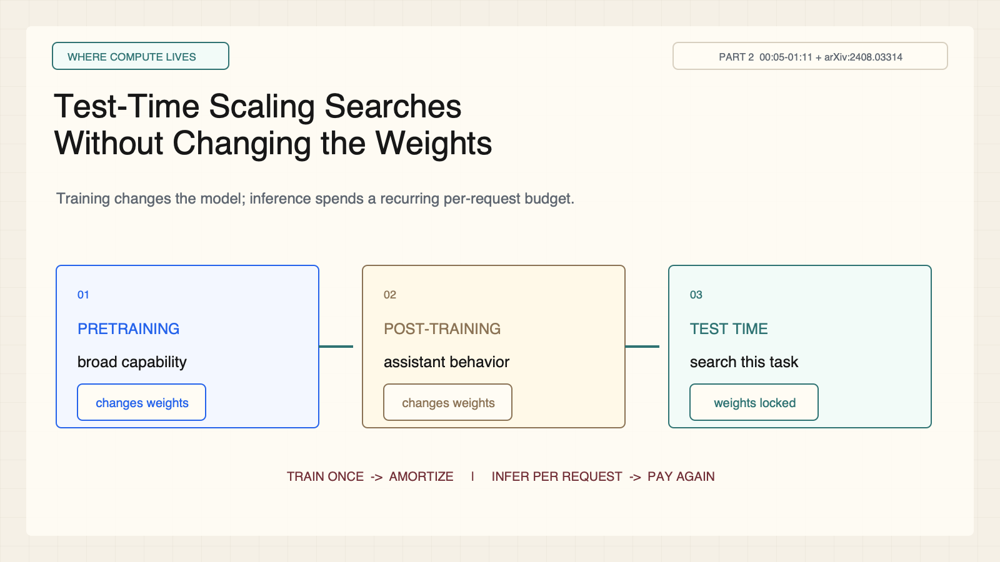 WHERE COMPUTE LIVES
PART 2  00:05-01:11 + arXiv:2408.03314
Test-Time Scaling Searches
Without Changing the Weights
Training changes the model; inference spends a recurring per-request budget.
01
PRETRAINING
broad capability
changes weights
02
POST-TRAINING
assistant behavior
changes weights
03
TEST TIME
search this task
weights locked
TRAIN ONCE -> AMORTIZE | INFER PER REQUEST -> PAY AGAIN